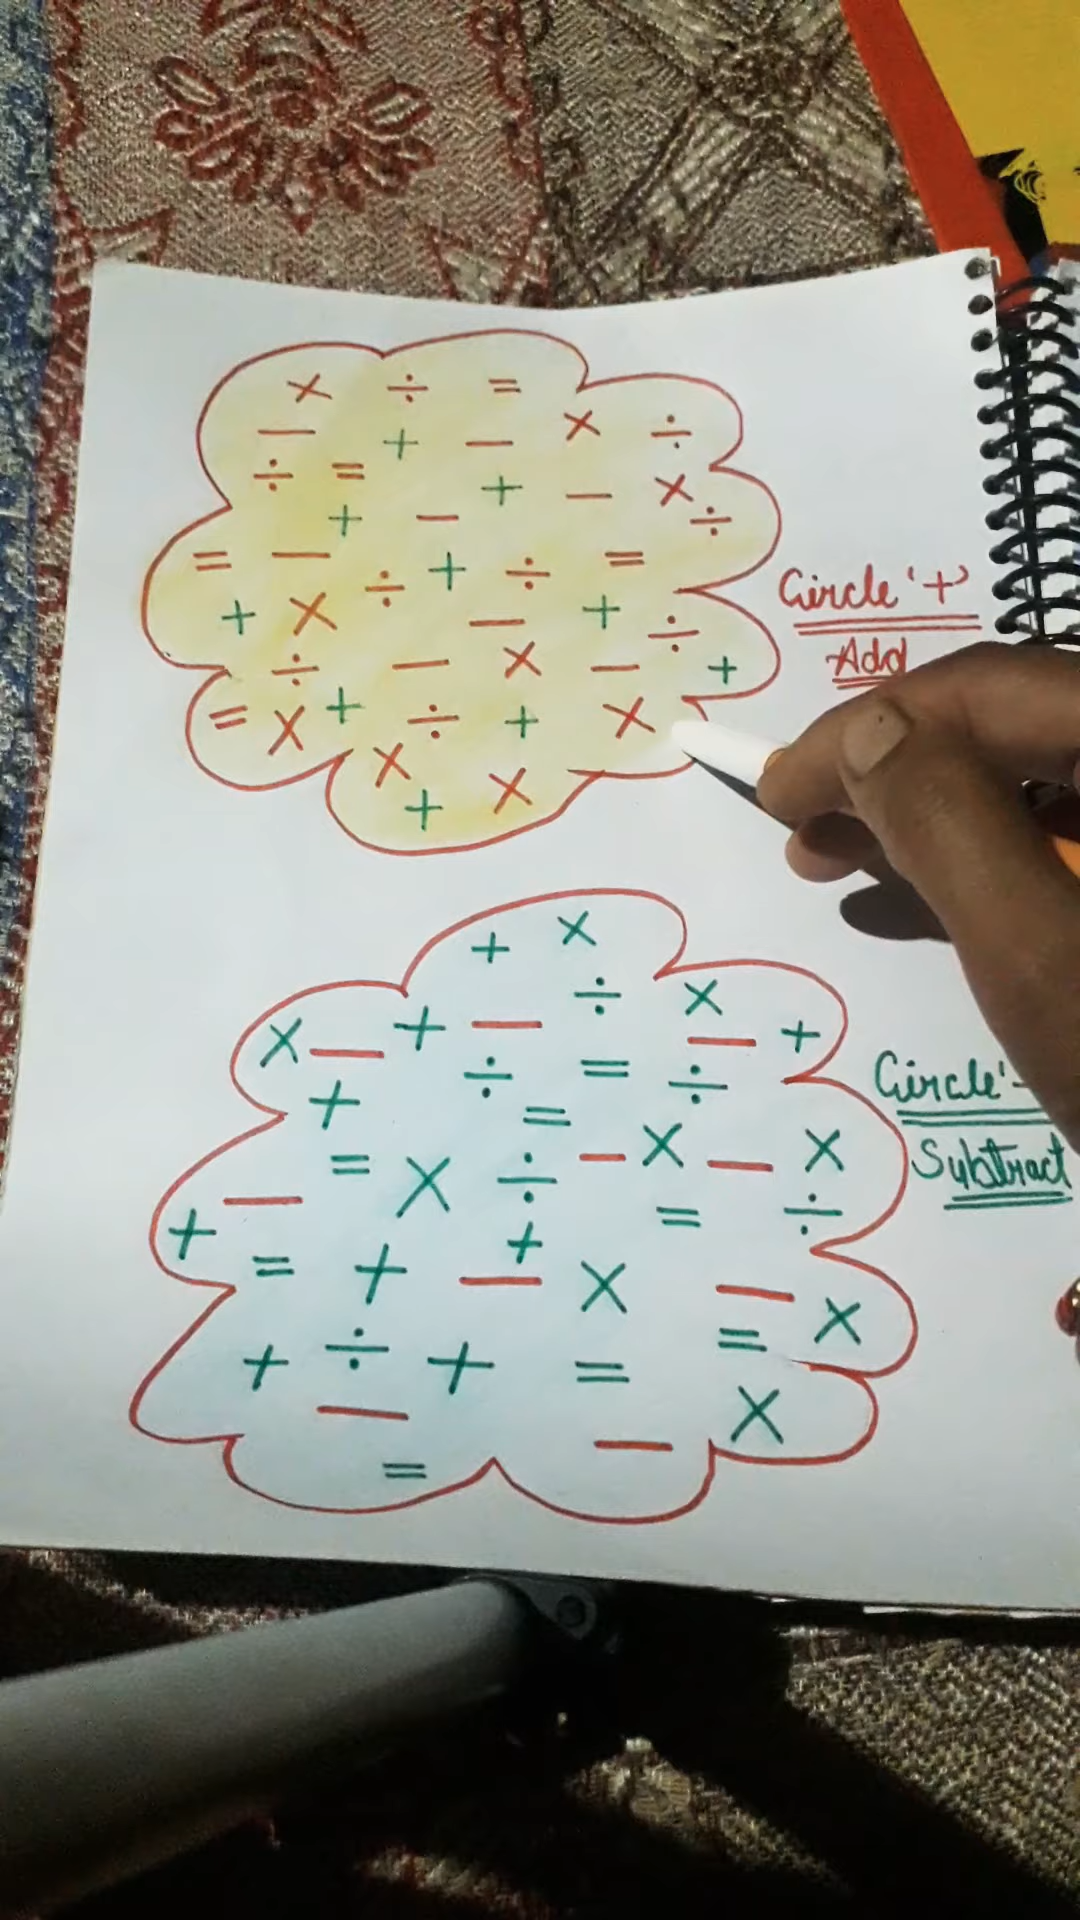 × ÷ =
− + − × ÷
÷ = + − × ÷
+ −
= − ÷ + ÷ =
+ × − + ÷
÷ − × − +
= × + ÷ + ×
× + ×
Circle '+'
Add
+ ×
÷ ×
× − + − − +
÷ = ÷
+ =
= × ÷ − × − ×
− = ÷
+ = + + − × −
= ×
+ ÷ + =
− ×
= −
Circle '-
Subtract